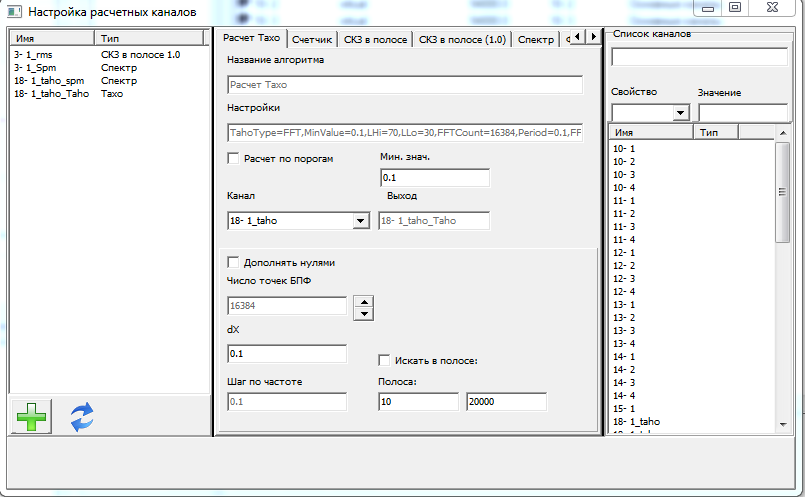 Настройка расчетных каналов
Имя Тип
3- 1_rms СКЗ в полосе 1.0
3- 1_Spm Спектр
18- 1_taho_spm Спектр
18- 1_taho_Taho Тахо
Расчет Тахо Счетчик СКЗ в полосе СКЗ в полосе (1.0) Спектр
Название алгоритма
Расчет Тахо
Настройки
TahoType=FFT,MinValue=0.1,LHi=70,LLo=30,FFTCount=16384,Period=0.1,FF
Расчет по порогам
Мин. знач.
0.1
Канал Выход
18- 1_taho 18- 1_taho_Taho
Дополнять нулями
Число точек БПФ
16384
dX
0.1
Искать в полосе:
Шаг по частоте Полоса:
0.1 10 20000
Список каналов
Свойство Значение
Имя Тип
10- 1
10- 2
10- 3
10- 4
11- 1
11- 2
11- 3
11- 4
12- 1
12- 2
12- 3
12- 4
13- 1
13- 2
13- 3
13- 4
14- 1
14- 2
14- 3
14- 4
15- 1
18- 1_taho